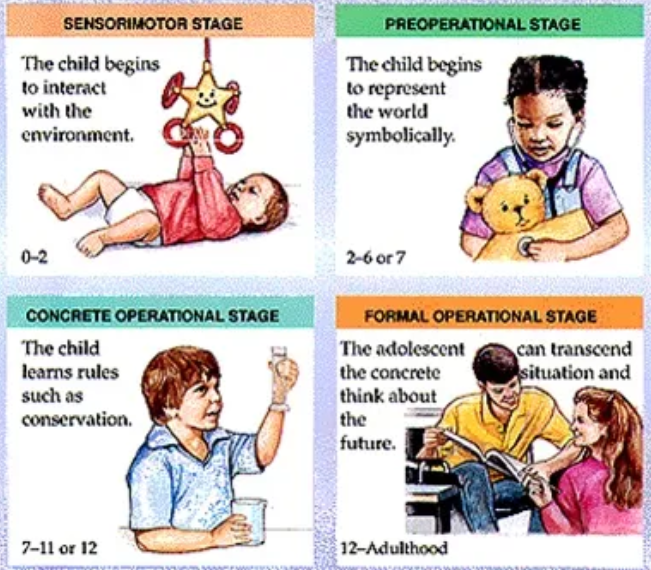 SENSORIMOTOR STAGE
The child begins
to interact
with the
environment.
0–2
PREOPERATIONAL STAGE
The child begins
to represent
the world
symbolically.
2–6 or 7
CONCRETE OPERATIONAL STAGE
The child
learns rules
such as
conservation.
7–11 or 12
FORMAL OPERATIONAL STAGE
The adolescent can transcend
the concrete situation and
think about
the
future.
12–Adulthood